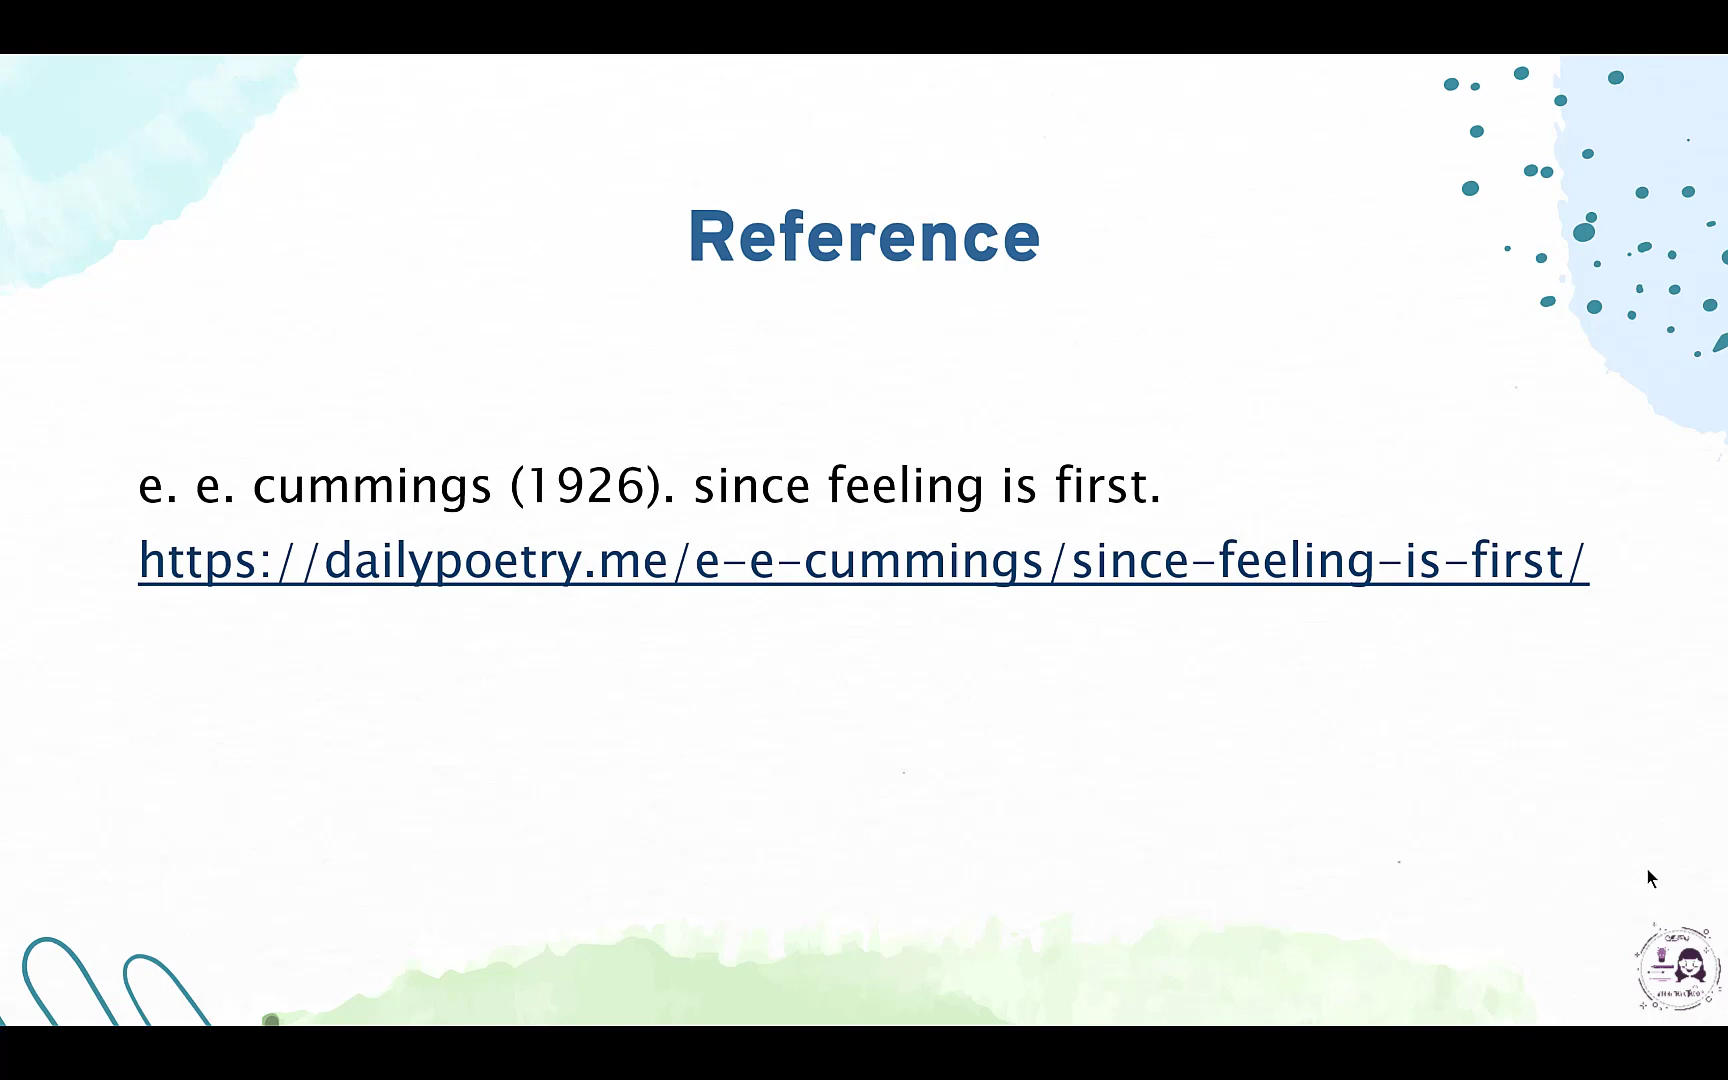 Reference
e. e. cummings (1926). since feeling is first.
https://dailypoetry.me/e-e-cummings/since-feeling-is-first/